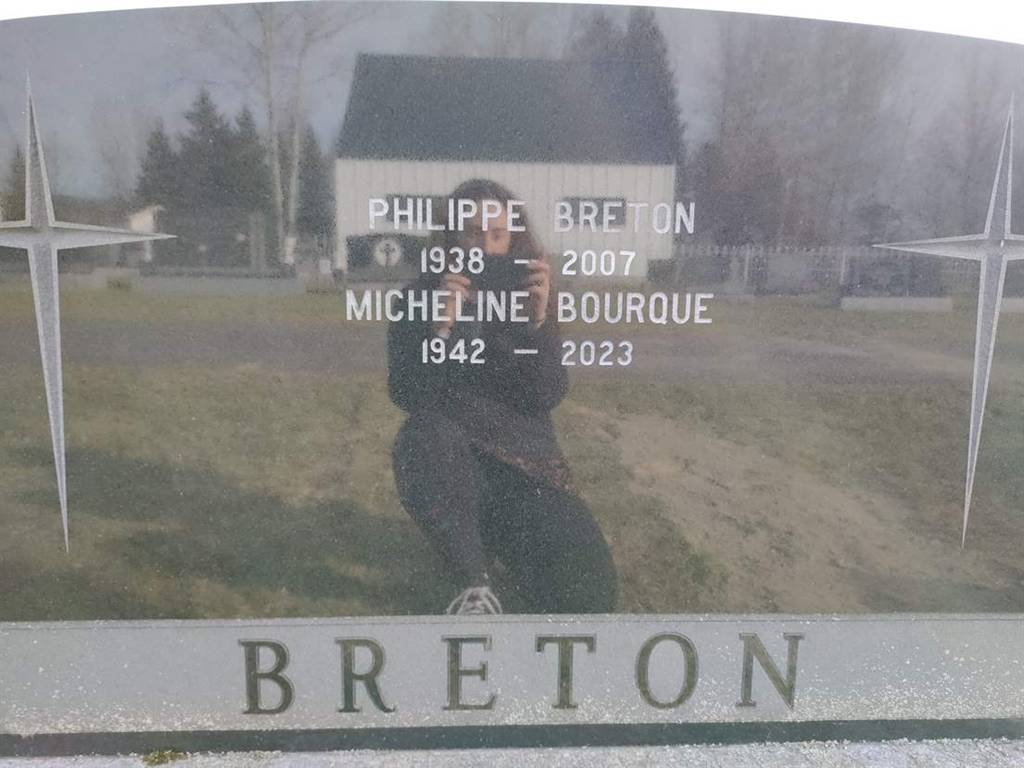 PHILIPPE BRETON
1938 — 2007
MICHELINE BOURQUE
1942 — 2023
BRETON